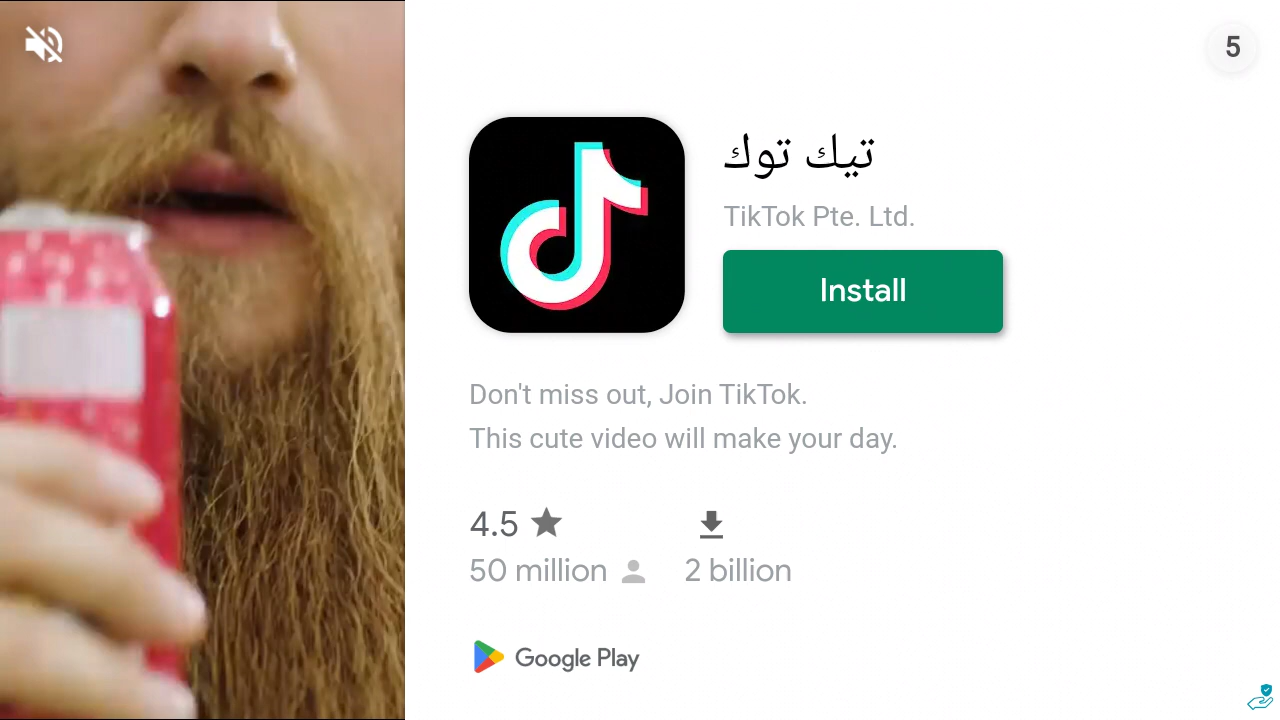 5
تيك توك
TikTok Pte. Ltd.
Install
Don't miss out, Join TikTok.
This cute video will make your day.
4.5
50 million
2 billion
Google Play